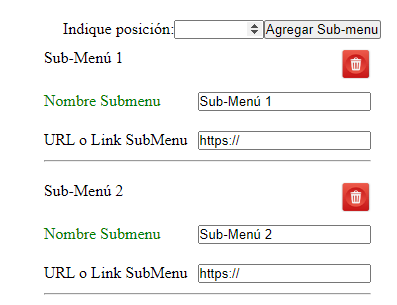 Indique posición: Agregar Sub-menu
Sub-Menú 1
Nombre Submenu Sub-Menú 1
URL o Link SubMenu https://
Sub-Menú 2
Nombre Submenu Sub-Menú 2
URL o Link SubMenu https://